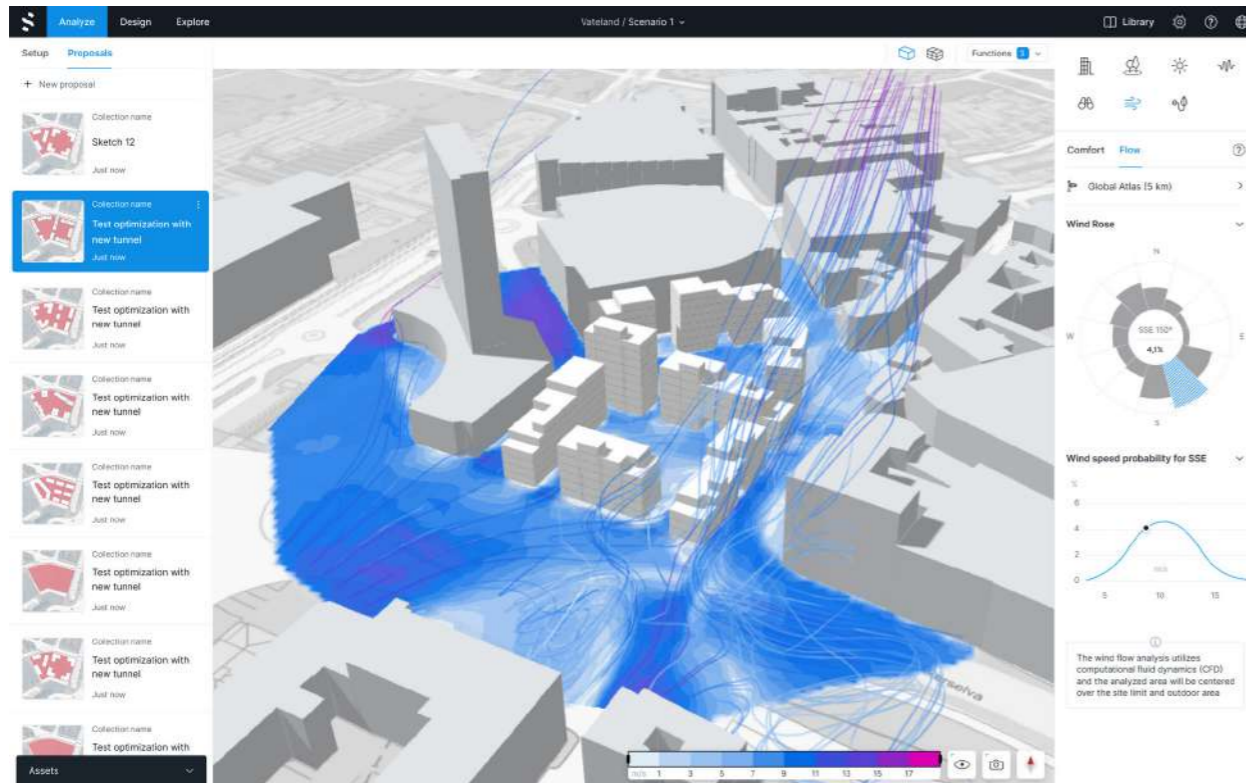 Analyze Design Explore
Vateland / Scenario 1
Library
Setup Proposals
+ New proposal
Collection name
Sketch 12
Just now
Collection name
Test optimization with
new tunnel
Just now
Collection name
Test optimization with
new tunnel
Just now
Collection name
Test optimization with
new tunnel
Just now
Collection name
Test optimization with
new tunnel
Just now
Collection name
Test optimization with
new tunnel
Just now
Collection name
Test optimization with
new tunnel
Just now
Collection name
Test optimization with
Assets
Functions 3
erselva
m/s 1 3 5 7 9 11 13 15 17
Comfort Flow
Global Atlas (5 km)
Wind Rose
N
W
E
S
SSE 150°
4,1%
Wind speed probability for SSE
%
6
4
2
0
m/s
5 10 15
The wind flow analysis utilizes
computational fluid dynamics (CFD)
and the analyzed area will be centered
over the site limit and outdoor area